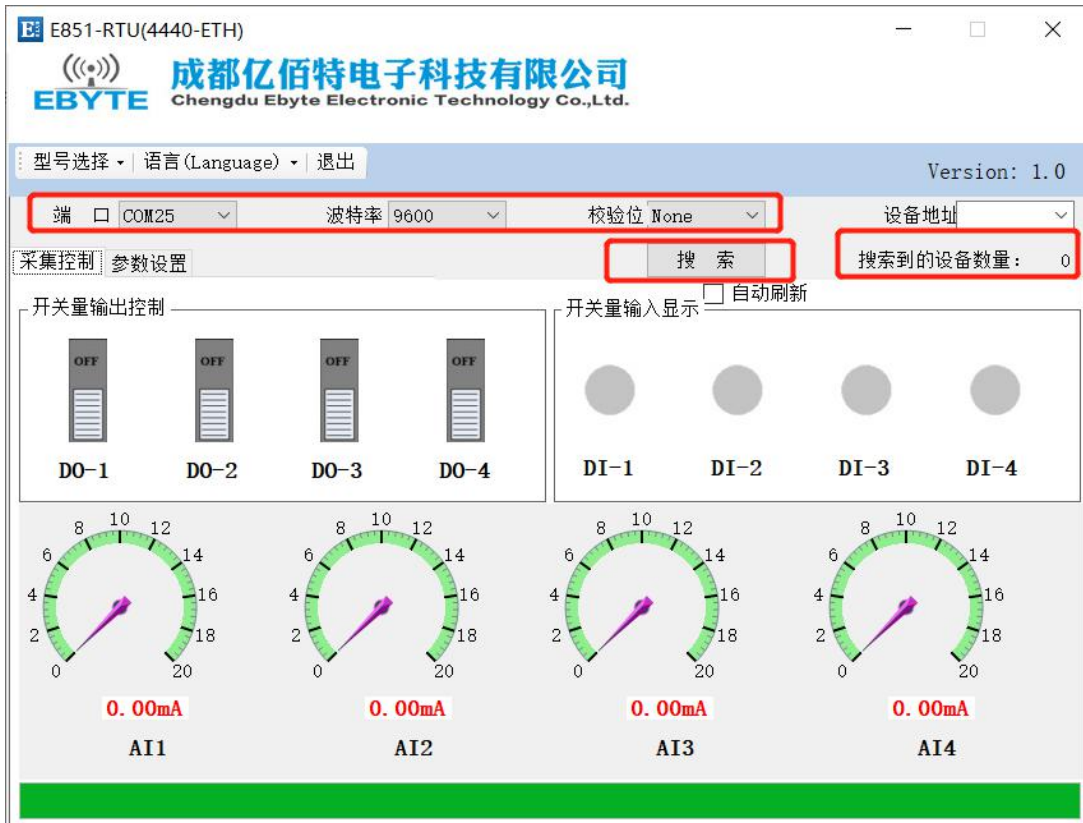 E851-RTU(4440-ETH)
EBYTE 成都亿佰特电子科技有限公司
Chengdu Ebyte Electronic Technology Co.,Ltd.
型号选择 语言(Language) 退出
Version: 1.0
端 口 COM25 波特率 9600 校验位 None 设备地址
采集控制 参数设置 搜 索 搜索到的设备数量: 0
自动刷新
开关量输出控制 开关量输入显示
OFF OFF OFF OFF
DO-1 DO-2 DO-3 DO-4 DI-1 DI-2 DI-3 DI-4
0 2 4 6 8 10 12 14 16 18 20
0.00mA
AI1
0 2 4 6 8 10 12 14 16 18 20
0.00mA
AI2
0 2 4 6 8 10 12 14 16 18 20
0.00mA
AI3
0 2 4 6 8 10 12 14 16 18 20
0.00mA
AI4